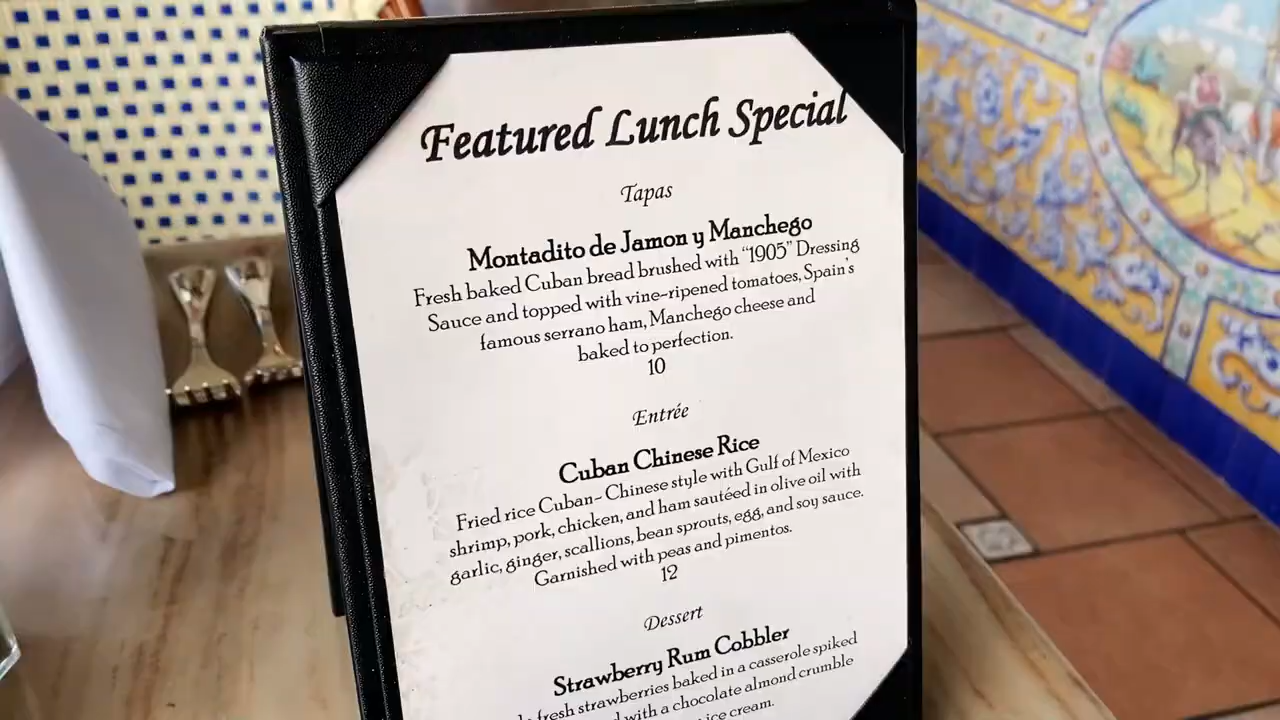 Featured Lunch Special
Tapas
Montadito de Jamon y Manchego
Fresh baked Cuban bread brushed with “1905” Dressing
Sauce and topped with vine-ripened tomatoes, Spain's
famous serrano ham, Manchego cheese and
baked to perfection.
10
Entrée
Cuban Chinese Rice
Fried rice Cuban- Chinese style with Gulf of Mexico
shrimp, pork, chicken, and ham sautéed in olive oil with
garlic, ginger, scallions, bean sprouts, egg, and soy sauce.
Garnished with peas and pimentos.
12
Dessert
Strawberry Rum Cobbler
fresh strawberries baked in a casserole spiked
with a chocolate almond crumble
ice cream.